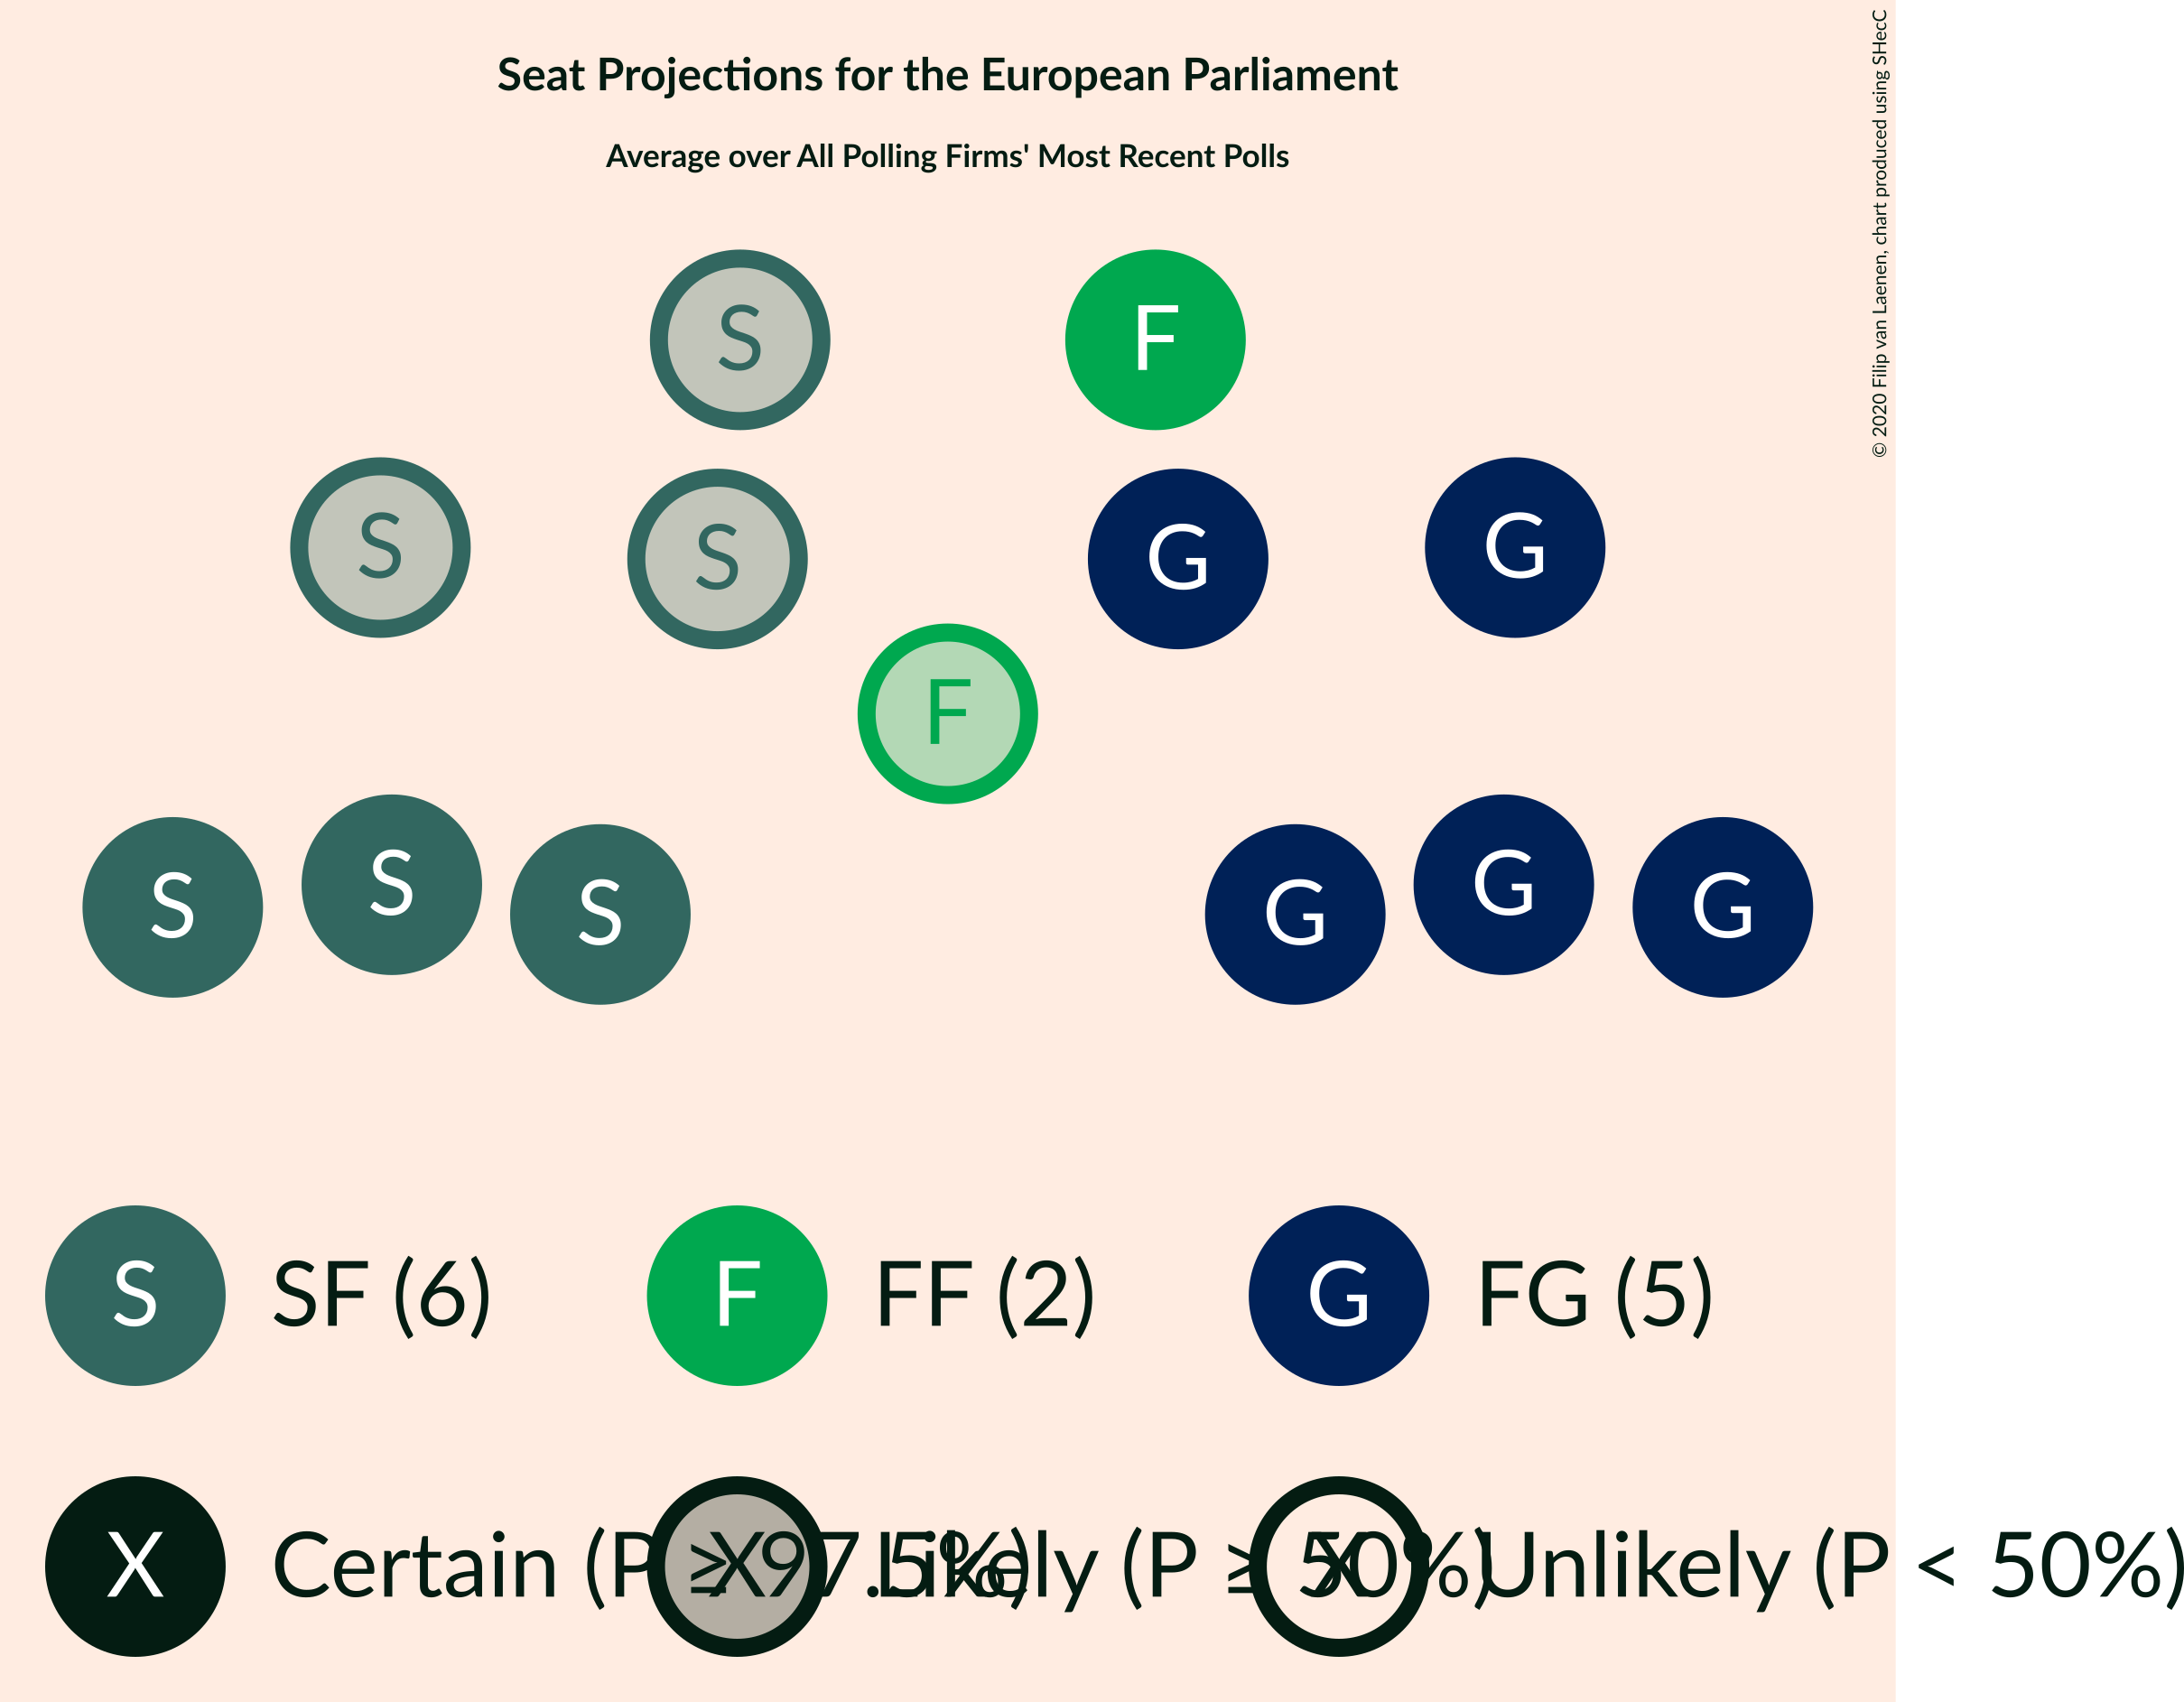 Seat Projections for the European Parliament
Average over All Polling Firms' Most Recent Polls
© 2020 Filip van Laenen, chart produced using SHecC
S F
S S G G
F
S S S G G G
S SF (6) F FF (2) G FG (5)
X Certain (P ≥ 97.5%) X Likely (P ≥ 50%) X Unlikely (P < 50%)